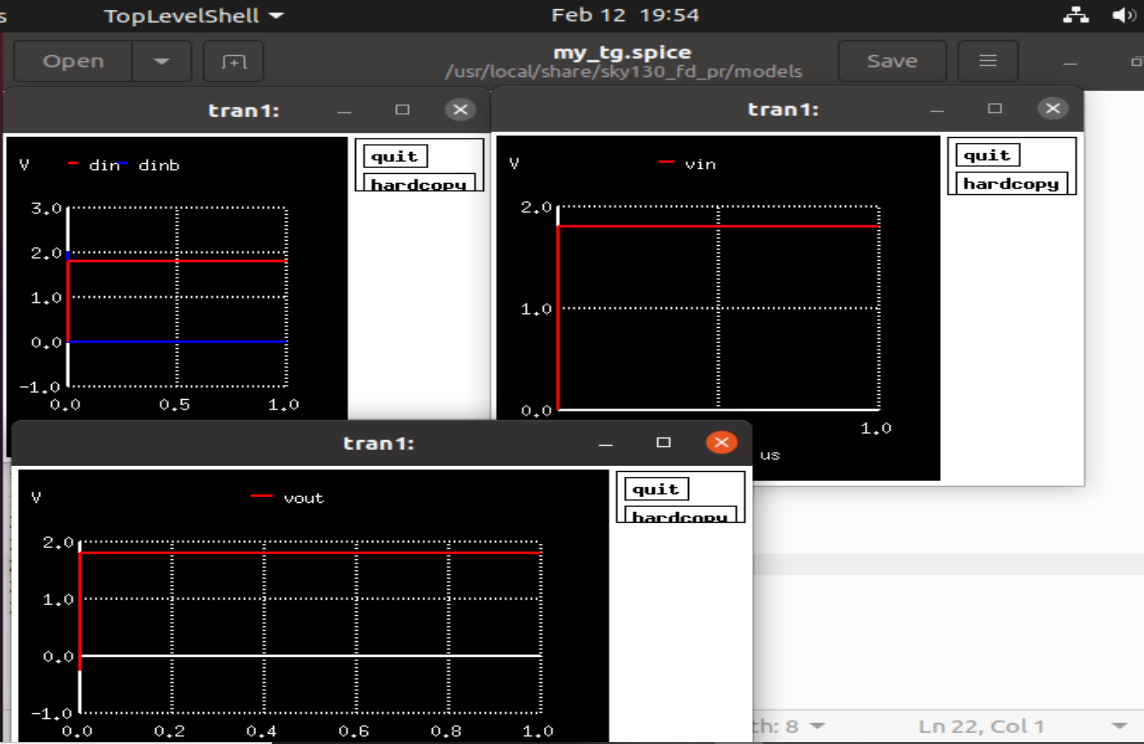 s TopLevelShell Feb 12 19:54
Open my_tg.spice Save
/usr/local/share/sky130_fd_pr/models
tran1:
V din dinb
quit
hardcopy
3.0
2.0
1.0
0.0
-1.0
0.0 0.5 1.0
tran1:
V vin
quit
hardcopy
2.0
1.0
0.0
1.0
us
tran1:
V vout
quit
hardcopy
2.0
1.0
0.0
-1.0
0.0 0.2 0.4 0.6 0.8 1.0
th: 8 Ln 22, Col 1